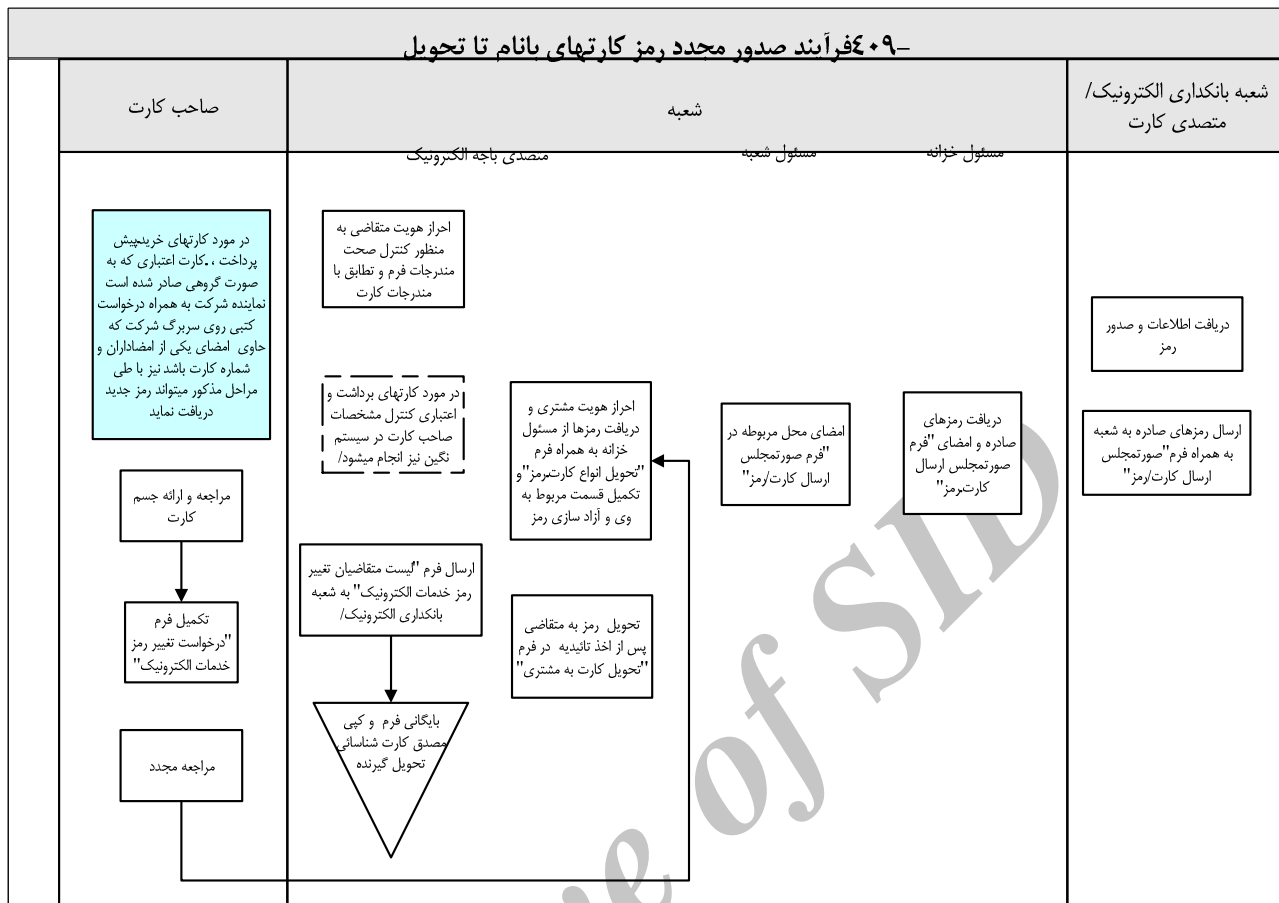 -۴۰۹فرآیند صدور مجدد رمز کارتهای بانام تا تحویل
شعبه بانکداری الکترونیک/
متصدی کارت
شعبه
صاحب کارت
مسئول خزانه
مسئول شعبه
متصدی باجه الکترونیک
در مورد کارتهای خرید،پیش
پرداخت ،.کارت اعتباری که به
صورت گروهی صادر شده است
نماینده شرکت به همراه درخواست
کتبی روی سربرگ شرکت که
حاوی امضای یکی از امضاداران و
شماره کارت باشد نیز با طی
مراحل مذکور میتواند رمز جدید
دریافت نماید
مراجعه و ارائه جسم
کارت
تکمیل فرم
"درخواست تغییر رمز
خدمات الکترونیک"
مراجعه مجدد
احراز هویت متقاضی به
منظور کنترل صحت
مندرجات فرم و تطابق با
مندرجات کارت
در مورد کارتهای برداشت و
اعتباری کنترل مشخصات
صاحب کارت در سیستم
نگین نیز انجام میشود/
ارسال فرم "لیست متقاضیان تغییر
رمز خدمات الکترونیک" به شعبه
بانکداری الکترونیک/
بایگانی فرم و کپی
مصدق کارت شناسائی
تحویل گیرنده
احراز هویت مشتری و
دریافت رمزها از مسئول
خزانه به همراه فرم
"تحویل انواع کارت،رمز"و
تکمیل قسمت مربوط به
وی و آزاد سازی رمز
تحویل رمز به متقاضی
پس از اخذ تائیدیه در فرم
"تحویل کارت به مشتری"
امضای محل مربوطه در
"فرم صورتمجلس
ارسال کارت/رمز"
دریافت رمزهای
صادره و امضای "فرم
صورتمجلس ارسال
کارت،رمز"
دریافت اطلاعات و صدور
رمز
ارسال رمزهای صادره به شعبه
به همراه فرم"صورتمجلس
ارسال کارت/رمز"
of SID